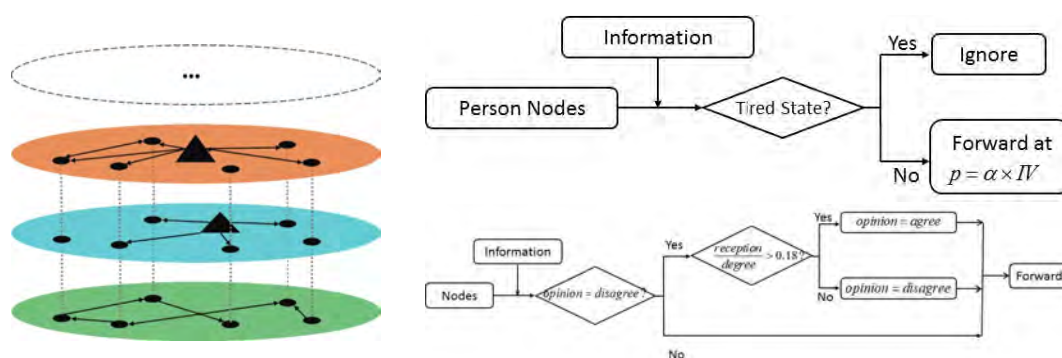 ...
Information
Person Nodes
Tired State?
Yes
Ignore
No
Forward at
p = α × IV
Information
Nodes
opinion = disagree?
Yes
reception
degree > 0.18?
Yes
opinion = agree
No
opinion = disagree
Forward
No